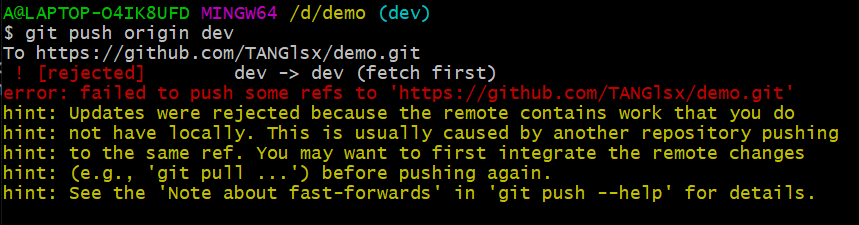 A@LAPTOP-O4IK8UFD MINGW64 /d/demo (dev)
$ git push origin dev
To https://github.com/TANGlsx/demo.git
! [rejected] dev -> dev (fetch first)
error: failed to push some refs to 'https://github.com/TANGlsx/demo.git'
hint: Updates were rejected because the remote contains work that you do
hint: not have locally. This is usually caused by another repository pushing
hint: to the same ref. You may want to first integrate the remote changes
hint: (e.g., 'git pull ...') before pushing again.
hint: See the 'Note about fast-forwards' in 'git push --help' for details.